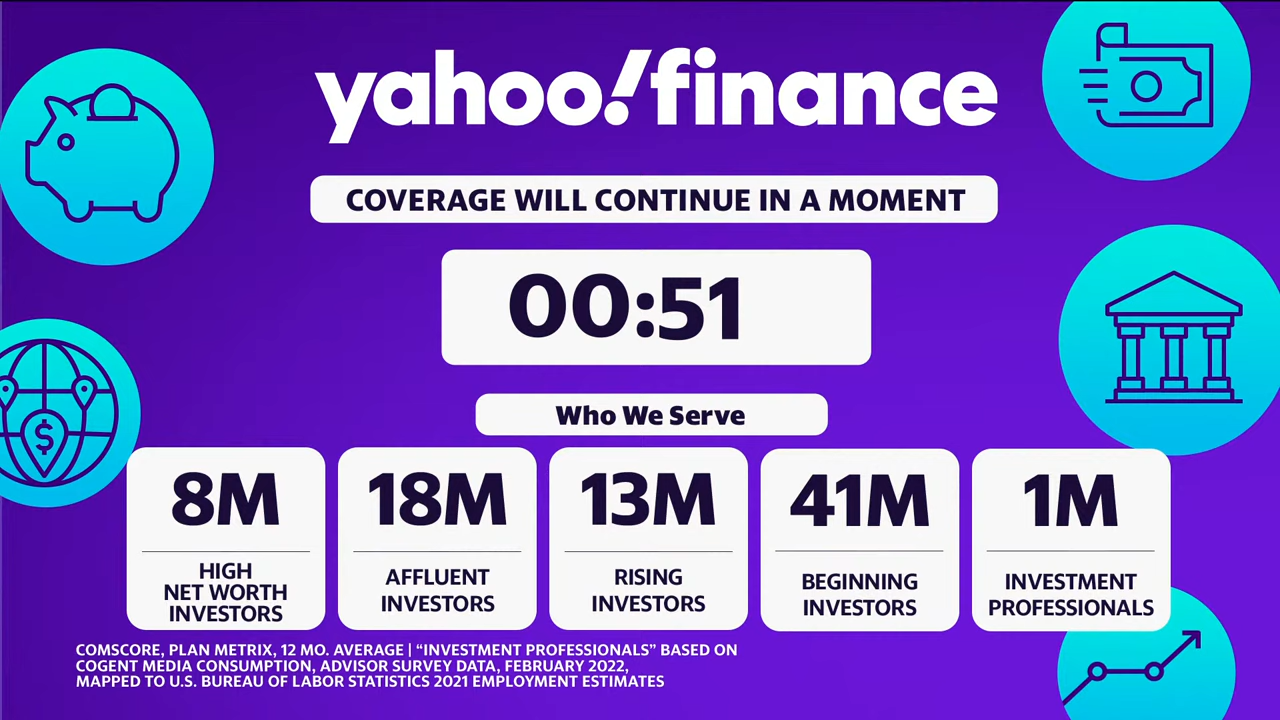 yahoo!finance
COVERAGE WILL CONTINUE IN A MOMENT
00:51
Who We Serve
8M
HIGH
NET WORTH
INVESTORS
18M
AFFLUENT
INVESTORS
13M
RISING
INVESTORS
41M
BEGINNING
INVESTORS
1M
INVESTMENT
PROFESSIONALS
$
COMSCORE, PLAN METRIX, 12 MO. AVERAGE | “INVESTMENT PROFESSIONALS” BASED ON
COGENT MEDIA CONSUMPTION, ADVISOR SURVEY DATA, FEBRUARY 2022,
MAPPED TO U.S. BUREAU OF LABOR STATISTICS 2021 EMPLOYMENT ESTIMATES